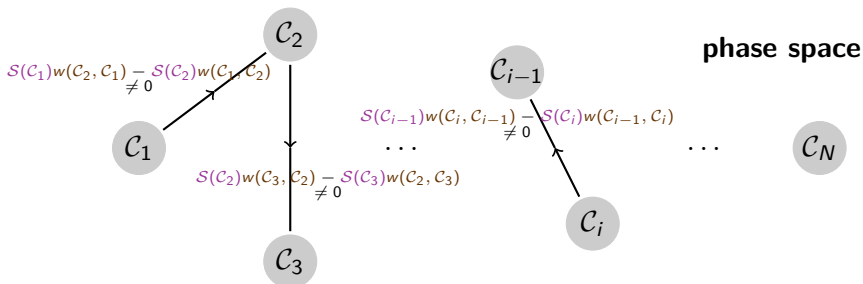 𝒞₂
phase space
𝒞ᵢ₋₁
𝒮(𝒞₁)w(𝒞₂, 𝒞₁) − 𝒮(𝒞₂)w(𝒞₁, 𝒞₂)
≠ 0
𝒮(𝒞ᵢ₋₁)w(𝒞ᵢ, 𝒞ᵢ₋₁) − 𝒮(𝒞ᵢ)w(𝒞ᵢ₋₁, 𝒞ᵢ)
≠ 0
𝒞₁
...
...
𝒞_N
𝒮(𝒞₂)w(𝒞₃, 𝒞₂) − 𝒮(𝒞₃)w(𝒞₂, 𝒞₃)
≠ 0
𝒞ᵢ
𝒞₃